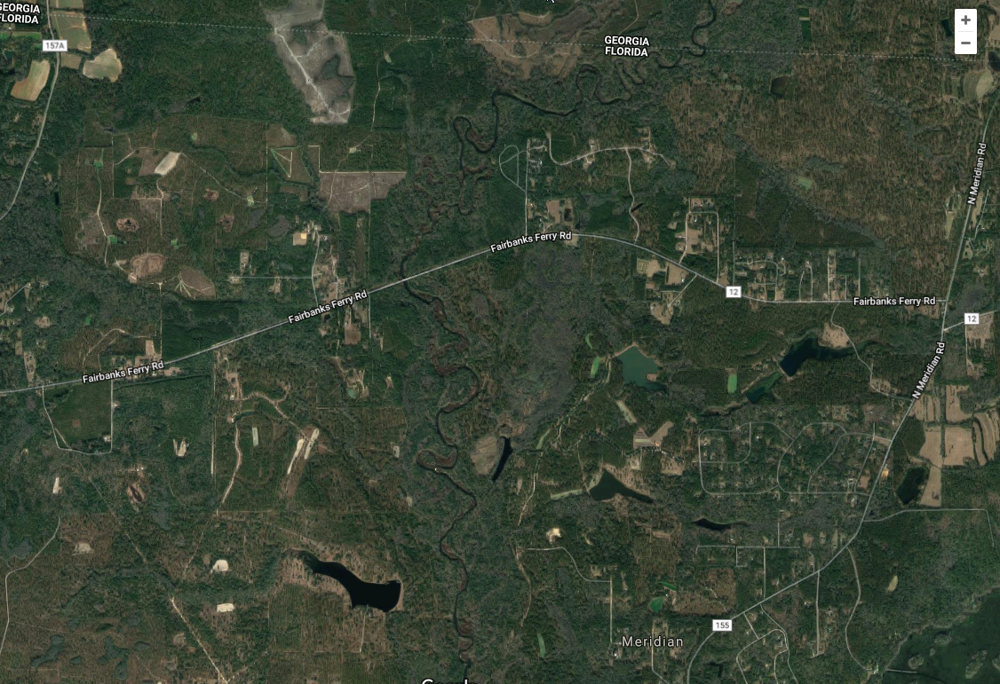 GEORGIA
FLORIDA
157A
GEORGIA
FLORIDA
+
−
N Meridian Rd
Fairbanks Ferry Rd
12
Fairbanks Ferry Rd
Fairbanks Ferry Rd
12
Fairbanks Ferry Rd
N Meridian Rd
155
Meridian